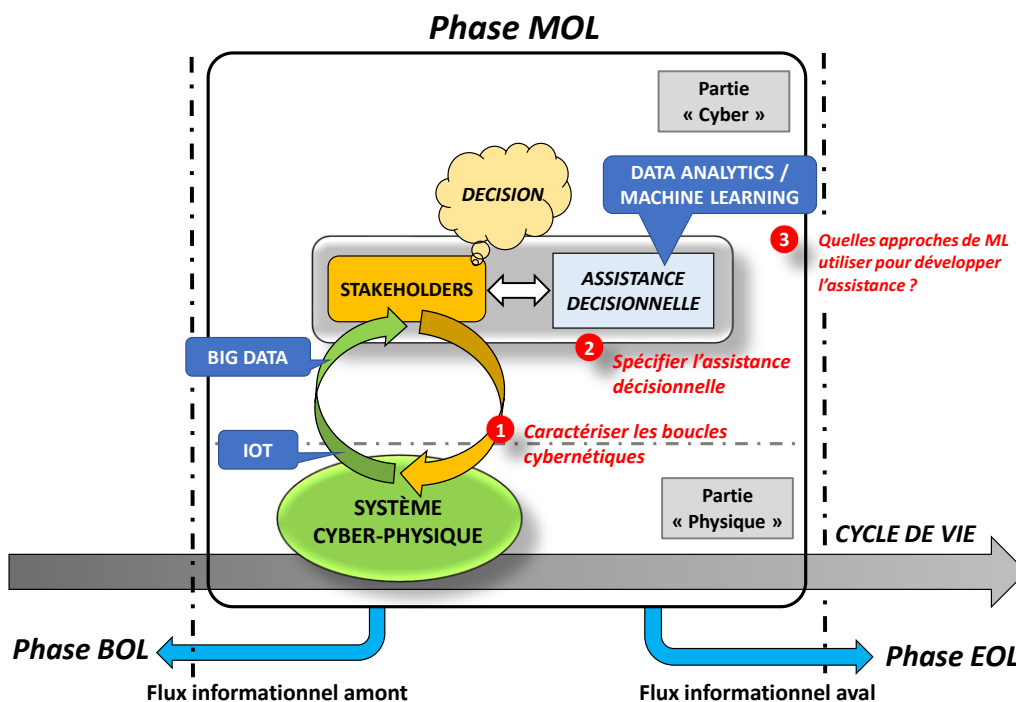 Phase MOL
Partie
« Cyber »
DECISION
DATA ANALYTICS /
MACHINE LEARNING
3
Quelles approches de ML
utiliser pour développer
l'assistance ?
STAKEHOLDERS
ASSISTANCE
DECISIONNELLE
2
Spécifier l'assistance
décisionnelle
BIG DATA
1
Caractériser les boucles
cybernétiques
IOT
Partie
« Physique »
SYSTÈME
CYBER-PHYSIQUE
CYCLE DE VIE
Phase BOL
Phase EOL
Flux informationnel amont
Flux informationnel aval